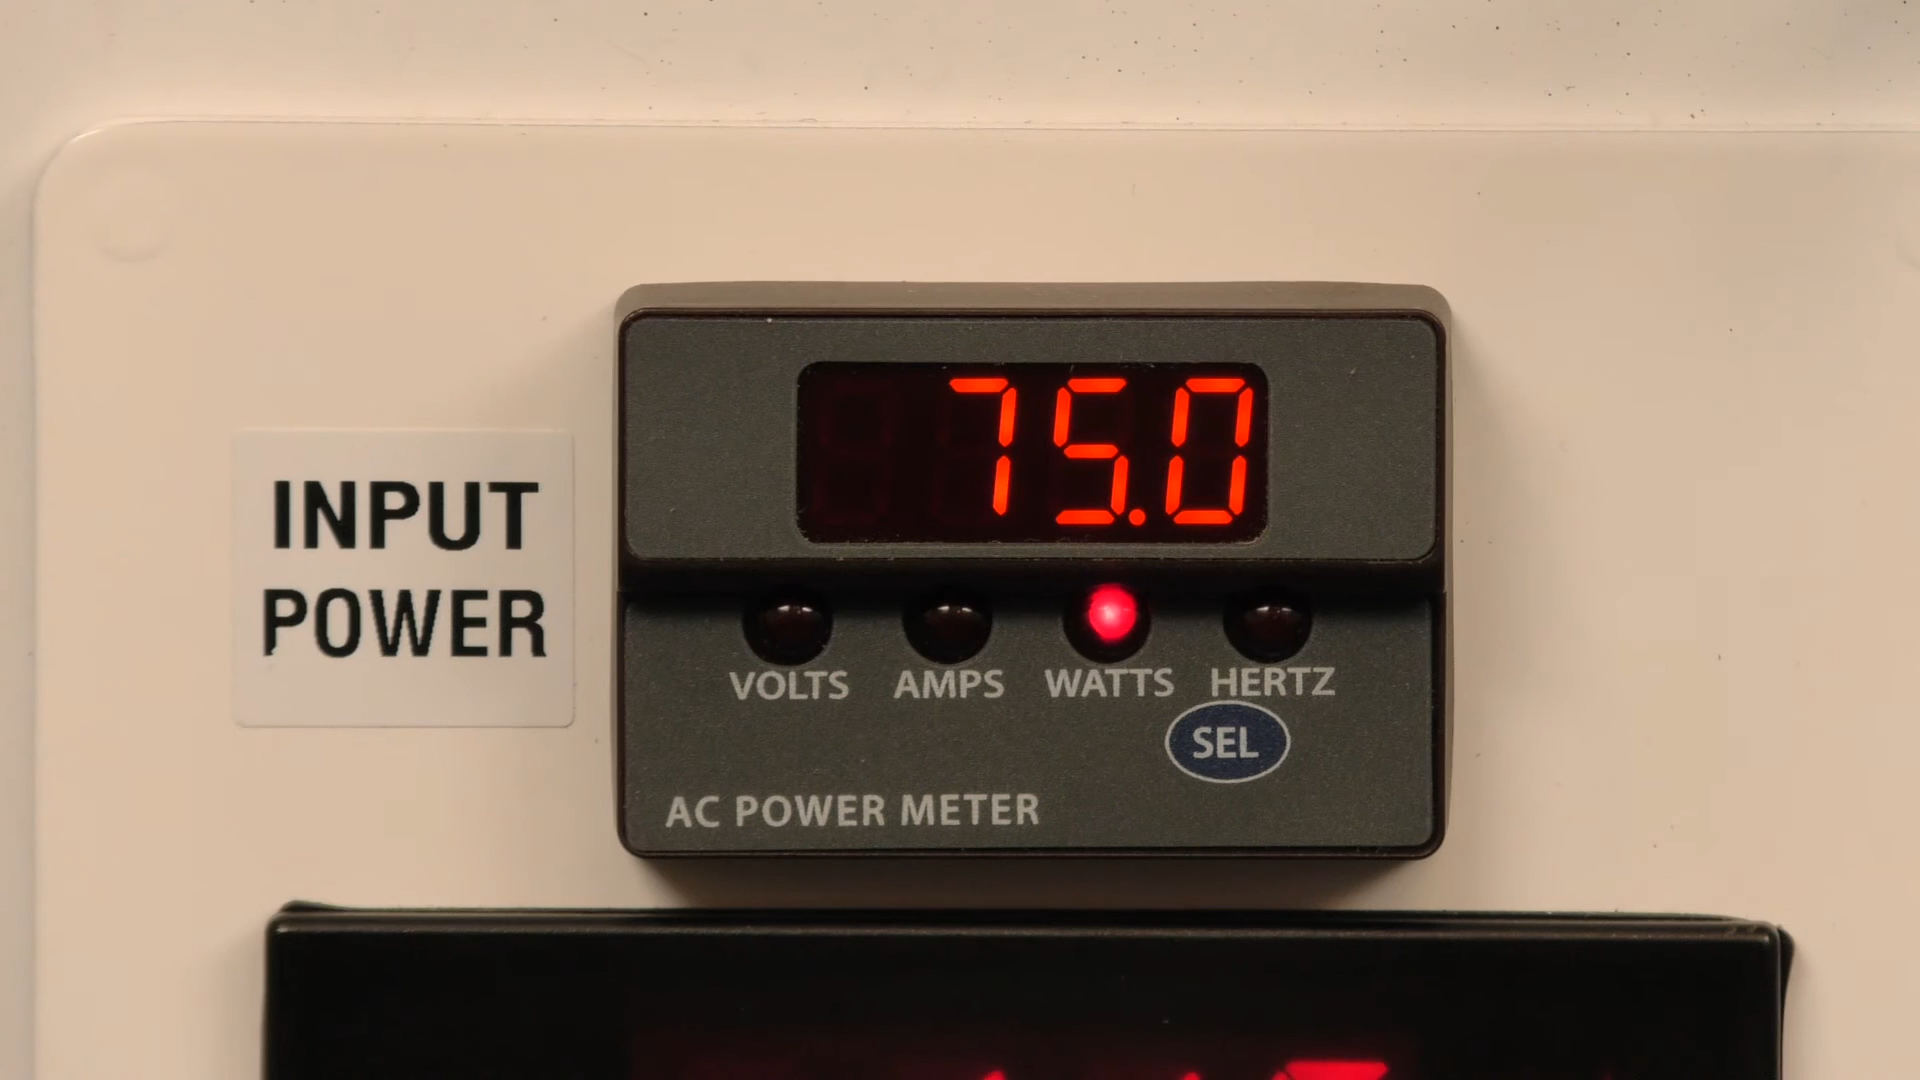 75.0
INPUT
POWER
VOLTS AMPS WATTS HERTZ
SEL
AC POWER METER